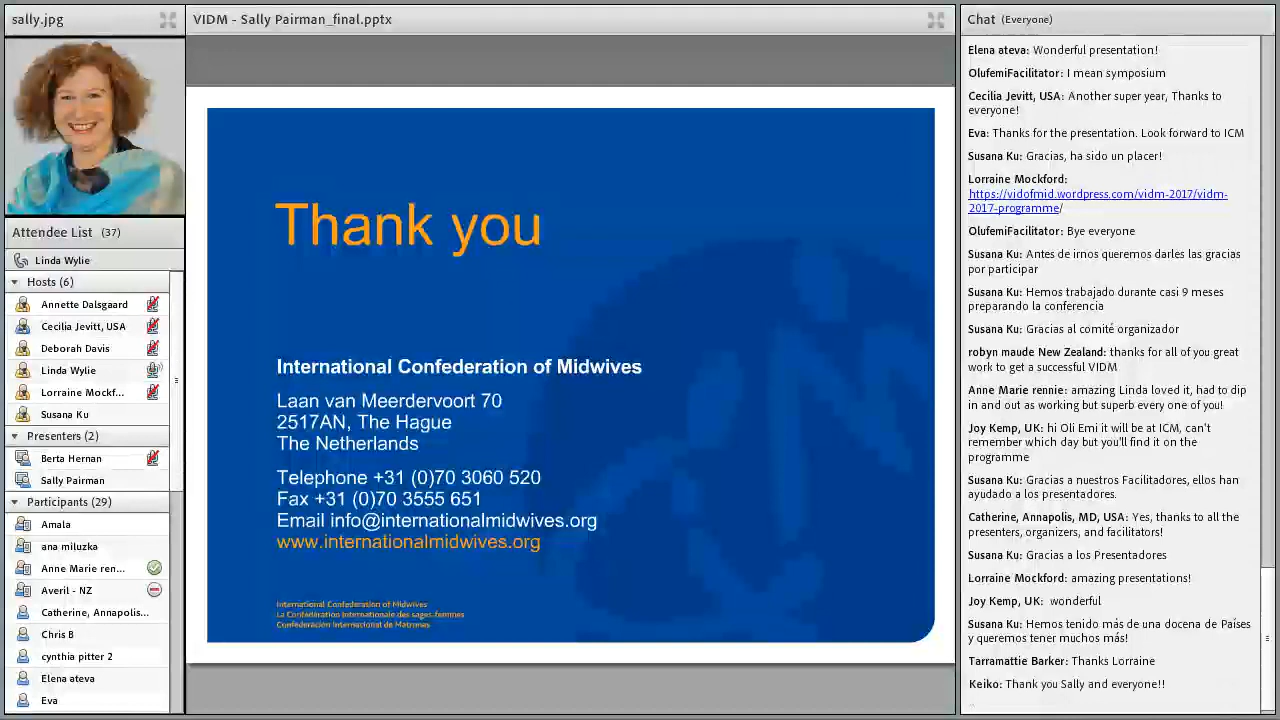 sally.jpg
Attendee List (37)
Linda Wylie
Hosts (6)
Annette Dalsgaard
Cecilia Jevitt, USA
Deborah Davis
Linda Wylie
Lorraine Mockf...
Susana Ku
Presenters (2)
Berta Hernan
Sally Pairman
Participants (29)
Amala
ana miluzka
Anne Marie ren...
Averil - NZ
Catherine, Annapolis...
Chris B
cynthia pitter 2
Elena ateva
Eva
VIDM - Sally Pairman_final.pptx
Thank you
International Confederation of Midwives
Laan van Meerdervoort 70
2517AN, The Hague
The Netherlands
Telephone +31 (0)70 3060 520
Fax +31 (0)70 3555 651
Email info@internationalmidwives.org
www.internationalmidwives.org
International Confederation of Midwives
La Confédération Internationale des sages-femmes
Confederación Internacional de Matronas
Chat (Everyone)
Elena ateva: Wonderful presentation!
OlufemiFacilitator: I mean symposium
Cecilia Jevitt, USA: Another super year, Thanks to
everyone!
Eva: Thanks for the presentation. Look forward to ICM
Susana Ku: Gracias, ha sido un placer!
Lorraine Mockford:
https://vidofmid.wordpress.com/vidm-2017/vidm-
2017-programme/
OlufemiFacilitator: Bye everyone
Susana Ku: Antes de irnos queremos darles las gracias
por participar
Susana Ku: Hemos trabajado durante casi 9 meses
preparando la conferencia
Susana Ku: Gracias al comité organizador
robyn maude New Zealand: thanks for all of you great
work to get a successful VIDM
Anne Marie rennie: amazing Linda loved it, had to dip
in and out as working but superb every one of you!
Joy Kemp, UK: hi Oli Emi it will be at ICM, can't
remember which day but you'll find it on the
programme
Susana Ku: Gracias a nuestros Facilitadores, ellos han
ayudado a los presentadores.
Catherine, Annapolis, MD, USA: Yes, thanks to all the
presenters, organizers, and facilitators!
Susana Ku: Gracias a los Presentadores
Lorraine Mockford: amazing presentations!
Joy Kemp, UK: wonderful
Susana Ku: Hemos tenido más de una docena de Países
y queremos tener muchos más!
Tarramattie Barker: Thanks Lorraine
Keiko: Thank you Sally and everyone!!